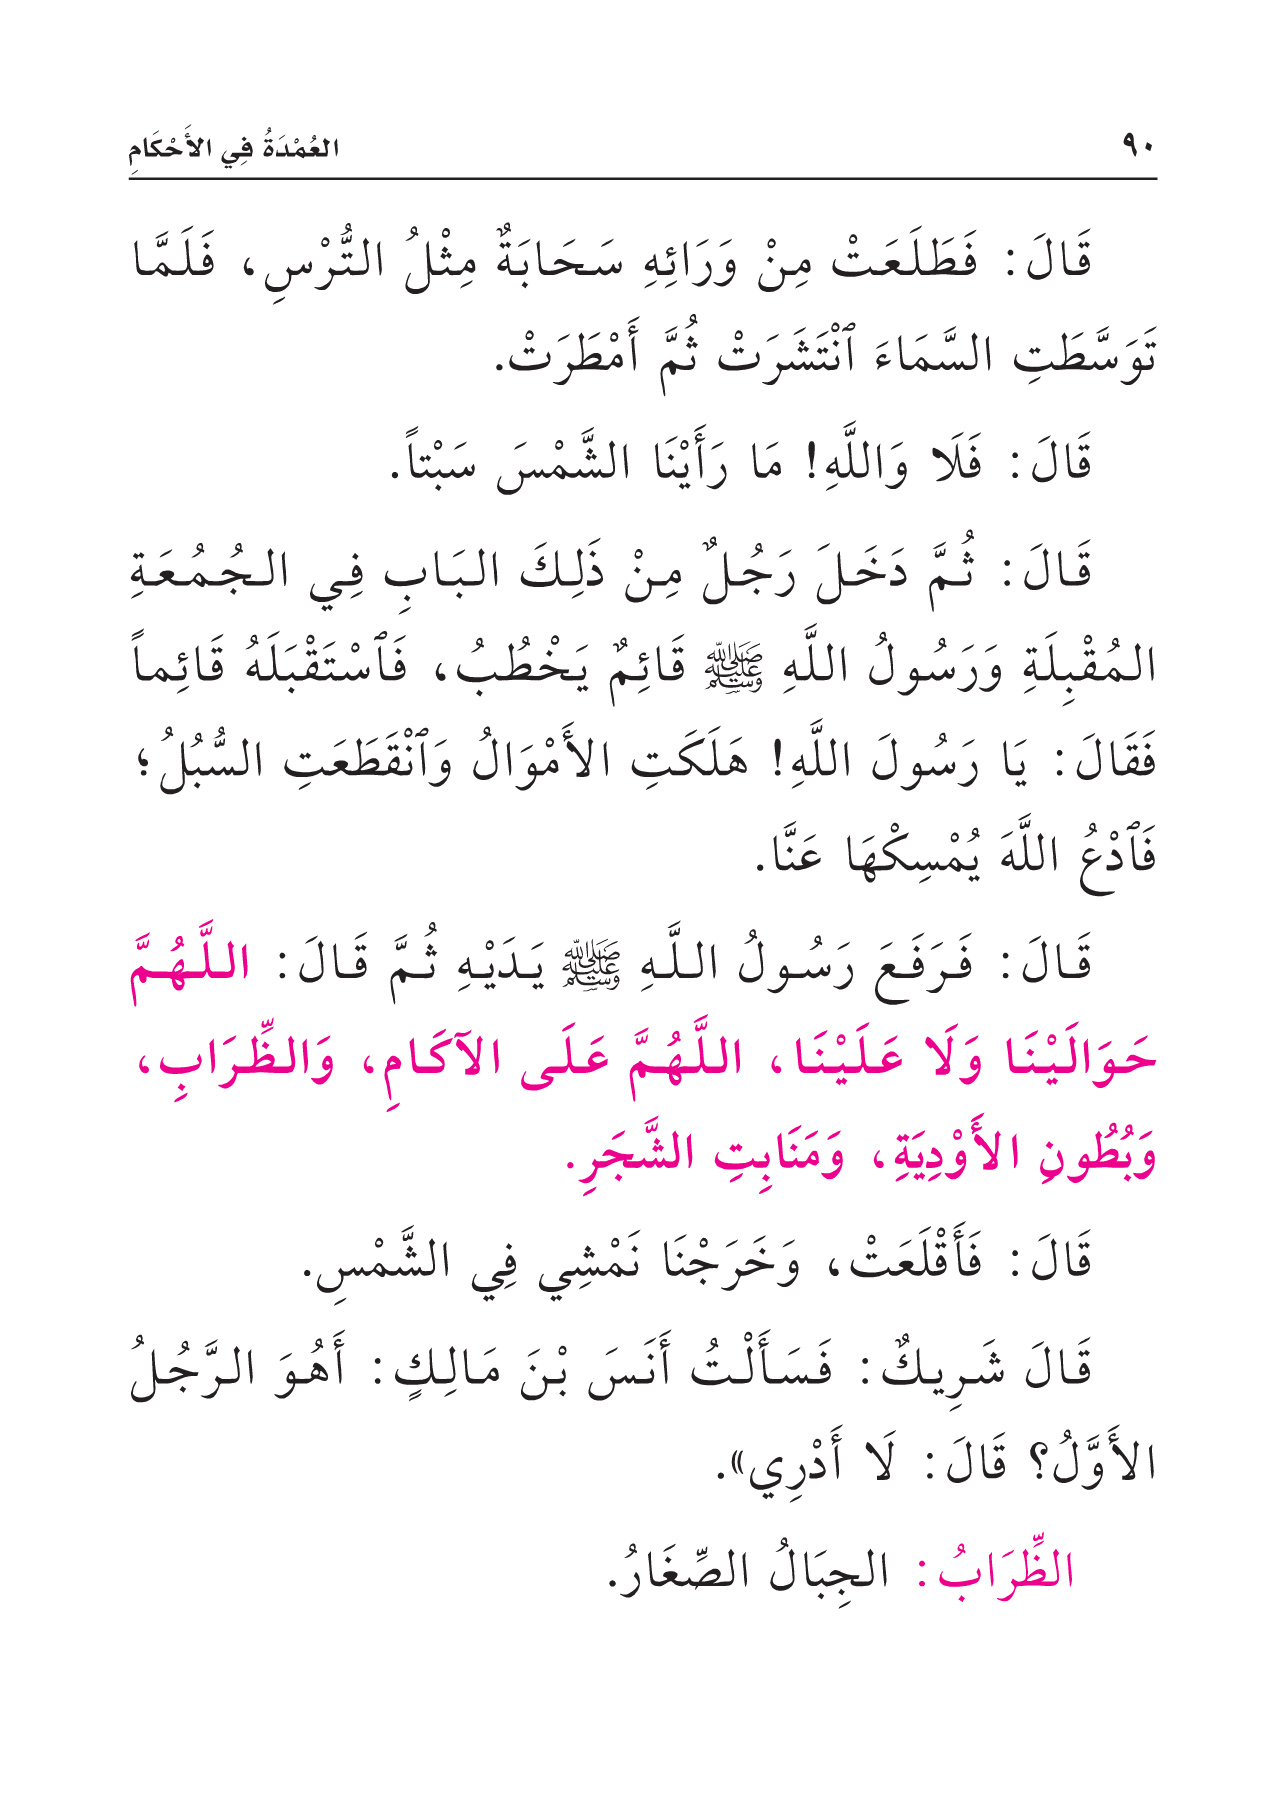 ٩٠
العُمْدَةُ فِي الأَحْكَامِ
قَالَ: فَطَلَعَتْ مِنْ وَرَائِهِ سَحَابَةٌ مِثْلُ التُّرْسِ، فَلَمَّا
تَوَسَّطَتِ السَّمَاءَ ٱنْتَشَرَتْ ثُمَّ أَمْطَرَتْ.
قَالَ: فَلَا وَاللَّهِ! مَا رَأَيْنَا الشَّمْسَ سَبْتاً.
قَالَ: ثُمَّ دَخَلَ رَجُلٌ مِنْ ذَلِكَ البَابِ فِي الجُمُعَةِ
المُقْبِلَةِ وَرَسُولُ اللَّهِ ﷺ قَائِمٌ يَخْطُبُ، فَٱسْتَقْبَلَهُ قَائِماً
فَقَالَ: يَا رَسُولَ اللَّهِ! هَلَكَتِ الأَمْوَالُ وَٱنْقَطَعَتِ السُّبُلُ؛
فَٱدْعُ اللَّهَ يُمْسِكْهَا عَنَّا.
قَالَ: فَرَفَعَ رَسُولُ اللَّهِ ﷺ يَدَيْهِ ثُمَّ قَالَ: اللَّهُمَّ
حَوَالَيْنَا وَلَا عَلَيْنَا، اللَّهُمَّ عَلَى الآكَامِ، وَالظِّرَابِ،
وَبُطُونِ الأَوْدِيَةِ، وَمَنَابِتِ الشَّجَرِ.
قَالَ: فَأَقْلَعَتْ، وَخَرَجْنَا نَمْشِي فِي الشَّمْسِ.
قَالَ شَرِيكٌ: فَسَأَلْتُ أَنَسَ بْنَ مَالِكٍ: أَهُوَ الرَّجُلُ
الأَوَّلُ؟ قَالَ: لَا أَدْرِي».
الظِّرَابُ: الجِبَالُ الصِّغَارُ.